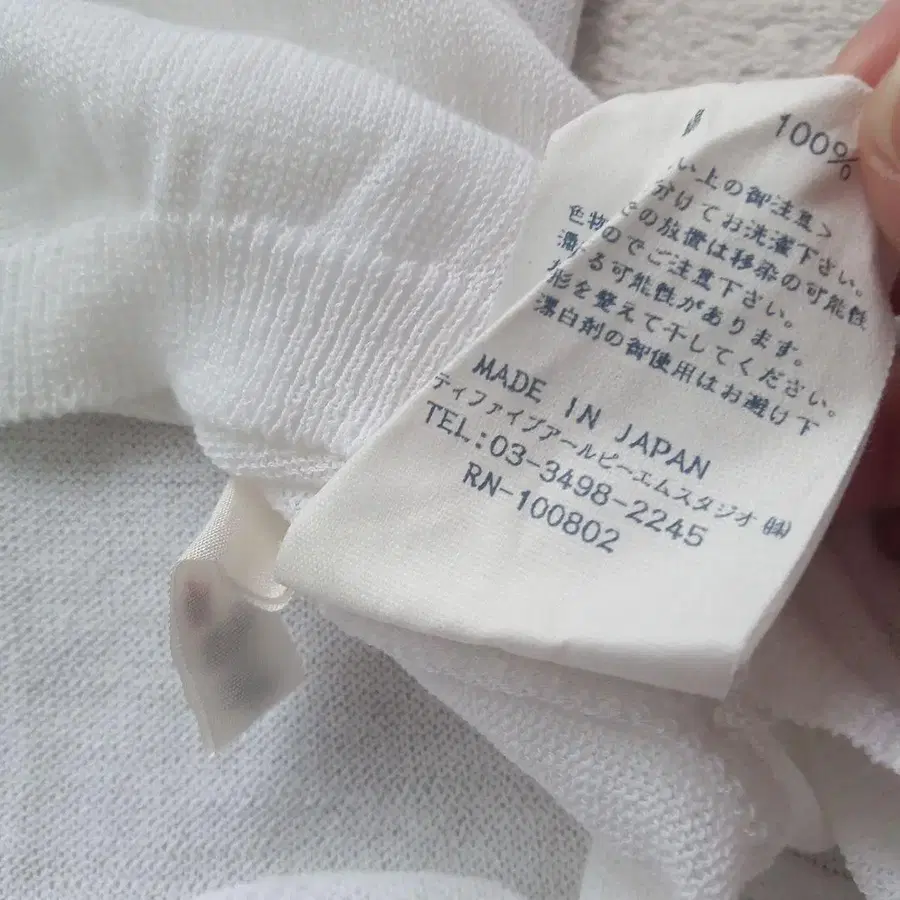 100%
い上の御注意>
分けてお洗濯下さい。
色物 での放置は移染の可能性
のでご注意下さい。
る可能性があります。
形を整えて干してください。
漂白剤の御使用はお避け下
MADE IN JAPAN
ティファイブアールピーエムスタジオ㈱
TEL:03-3498-2245
RN-100802